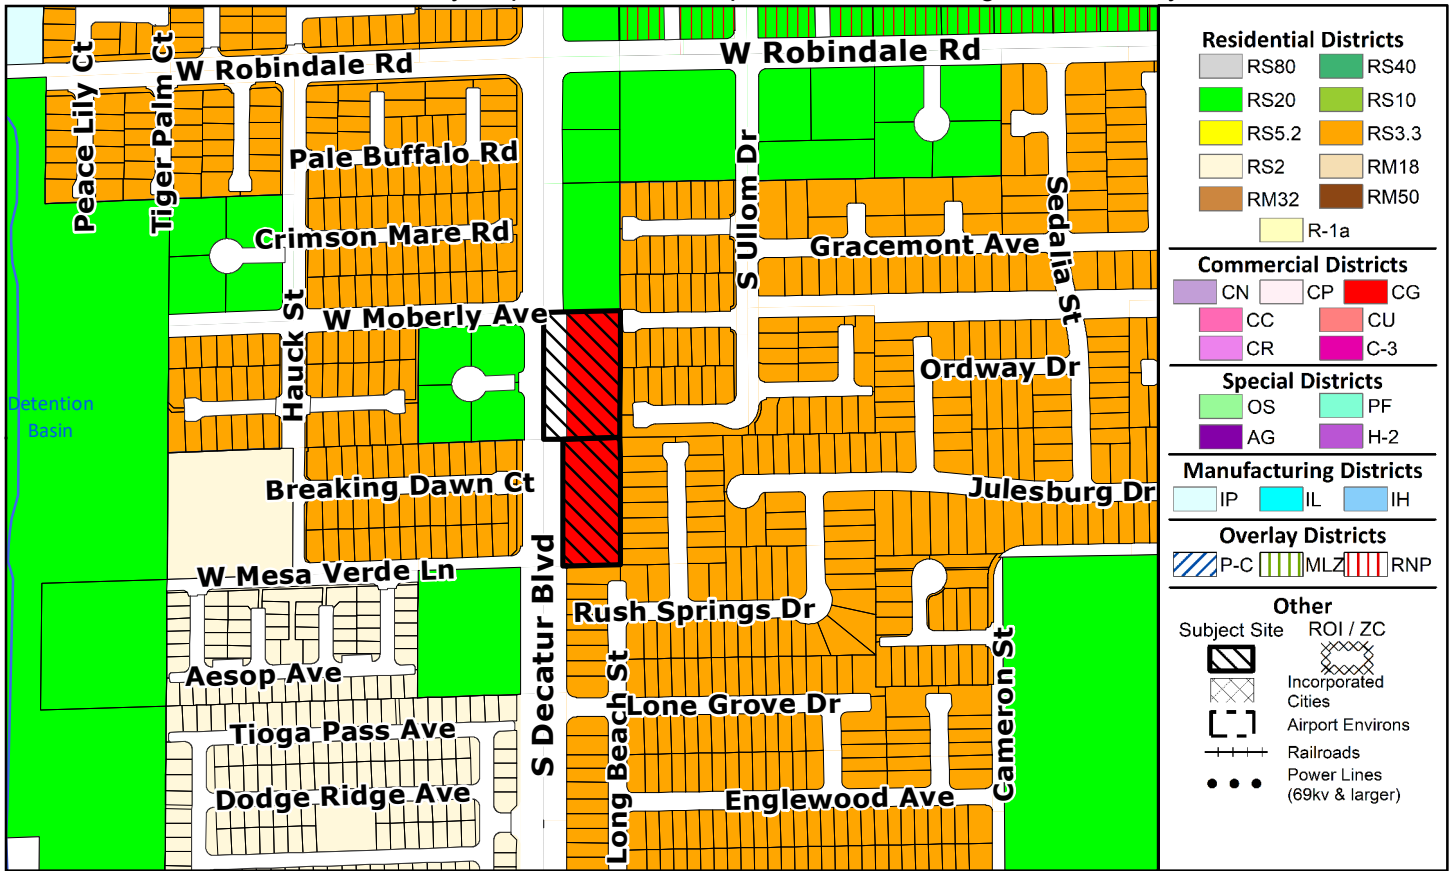 W Robindale Rd
W Robindale Rd
Peace Lily Ct
Tiger Palm Ct
Pale Buffalo Rd
S Ullom Dr
Sedalia St
Crimson Mare Rd
Gracemont Ave
Hauck St
W Moberly Ave
Ordway Dr
Detention
Basin
Breaking Dawn Ct
Julesburg Dr
S Decatur Blvd
W Mesa Verde Ln
Rush Springs Dr
Aesop Ave
Long Beach St
Lone Grove Dr
Cameron St
Tioga Pass Ave
Dodge Ridge Ave
Englewood Ave
Residential Districts
RS80 RS40
RS20 RS10
RS5.2 RS3.3
RS2 RM18
RM32 RM50
R-1a
Commercial Districts
CN CP CG
CC CU
CR C-3
Special Districts
OS PF
AG H-2
Manufacturing Districts
IP IL IH
Overlay Districts
P-C MLZ RNP
Other
Subject Site ROI / ZC
Incorporated
Cities
Airport Environs
Railroads
Power Lines
(69kv & larger)